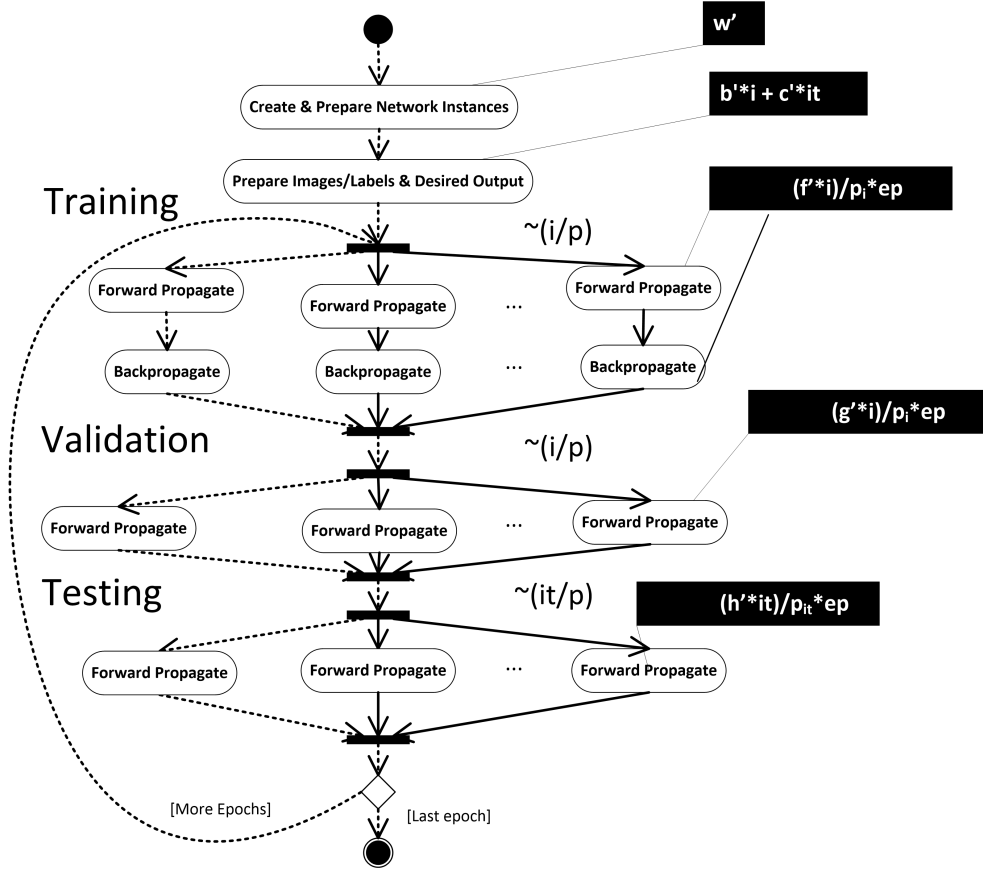 w’
Create & Prepare Network Instances
b'*i + c'*it
Prepare Images/Labels & Desired Output
Training
(f’*i)/pi*ep
~(i/p)
Forward Propagate
Forward Propagate
...
Forward Propagate
Backpropagate
Backpropagate
...
Backpropagate
(g’*i)/pi*ep
Validation
~(i/p)
Forward Propagate
Forward Propagate
...
Forward Propagate
Testing
~(it/p)
(h’*it)/pit*ep
Forward Propagate
Forward Propagate
...
Forward Propagate
[More Epochs]
[Last epoch]